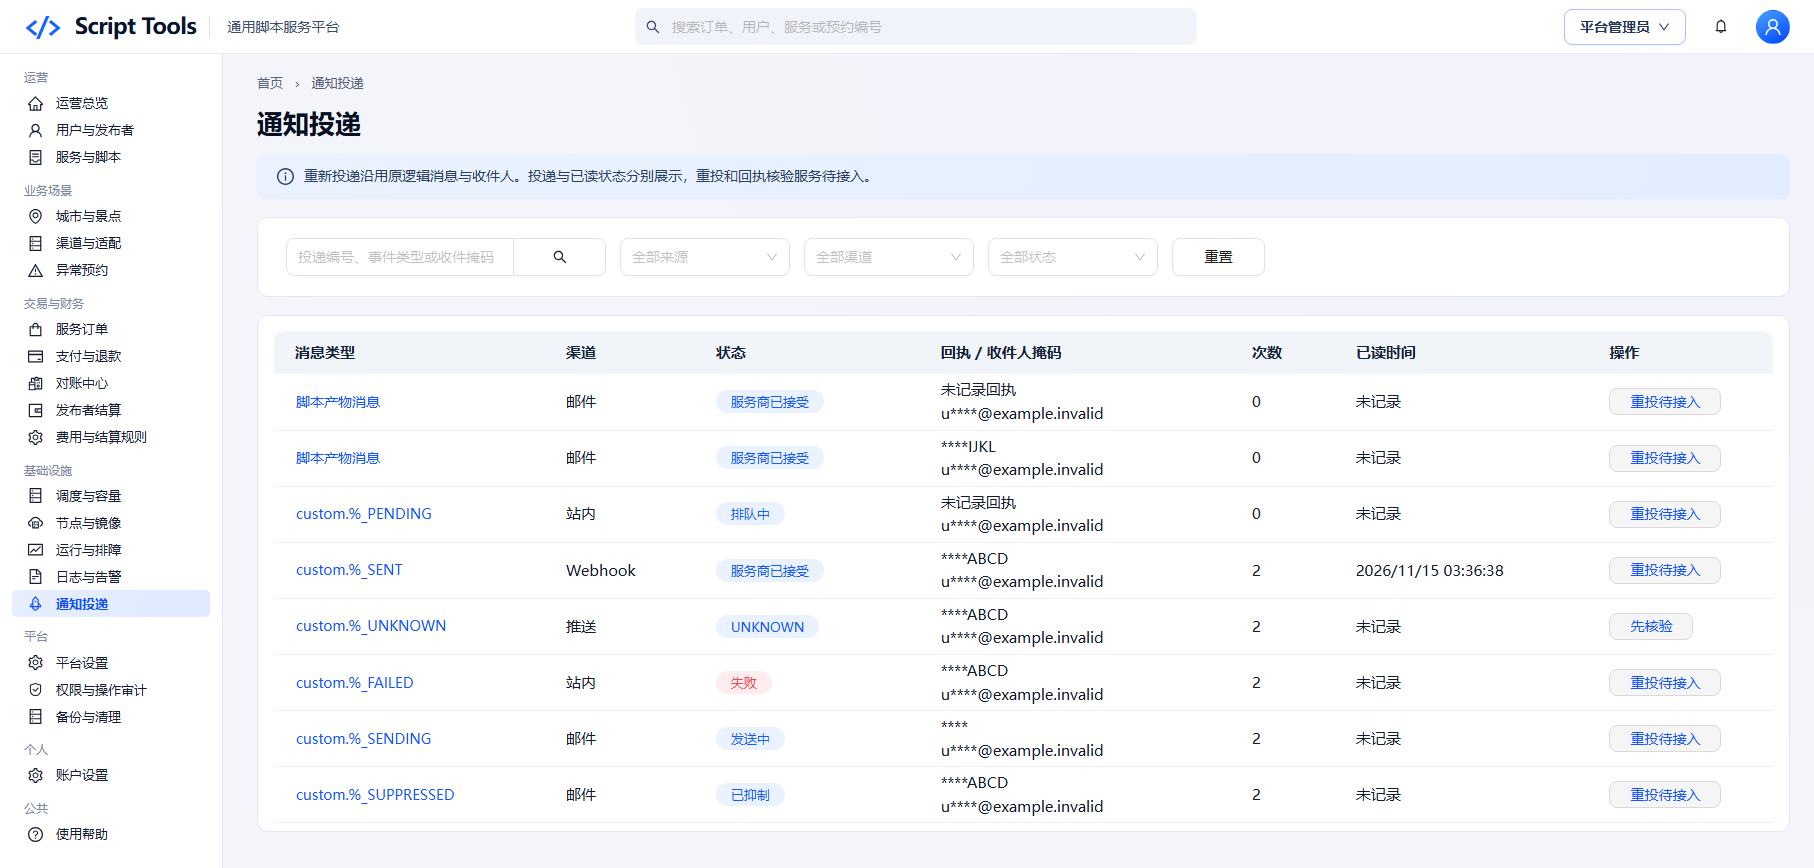 Script Tools
通用脚本服务平台
搜索订单、用户、服务或预约编号
平台管理员
运营
运营总览
用户与发布者
服务与脚本
业务场景
城市与景点
渠道与适配
异常预约
交易与财务
服务订单
支付与退款
对账中心
发布者结算
费用与结算规则
基础设施
调度与容量
节点与镜像
运行与排障
日志与告警
通知投递
平台
平台设置
权限与操作审计
备份与清理
个人
账户设置
公共
使用帮助
首页 › 通知投递
通知投递
重新投递沿用原逻辑消息与收件人。投递与已读状态分别展示，重投和回执核验服务待接入。
投递编号、事件类型或收件掩码
全部来源
全部渠道
全部状态
重置
消息类型 渠道 状态 回执 / 收件人掩码 次数 已读时间 操作
脚本产物消息 邮件 服务商已接受 未记录回执 0 未记录 重投待接入
u****@example.invalid
脚本产物消息 邮件 服务商已接受 ****IJKL 0 未记录 重投待接入
u****@example.invalid
custom.%_PENDING 站内 排队中 未记录回执 0 未记录 重投待接入
u****@example.invalid
custom.%_SENT Webhook 服务商已接受 ****ABCD 2 2026/11/15 03:36:38 重投待接入
u****@example.invalid
custom.%_UNKNOWN 推送 UNKNOWN ****ABCD 2 未记录 先核验
u****@example.invalid
custom.%_FAILED 站内 失败 ****ABCD 2 未记录 重投待接入
u****@example.invalid
custom.%_SENDING 邮件 发送中 **** 2 未记录 重投待接入
u****@example.invalid
custom.%_SUPPRESSED 邮件 已抑制 ****ABCD 2 未记录 重投待接入
u****@example.invalid